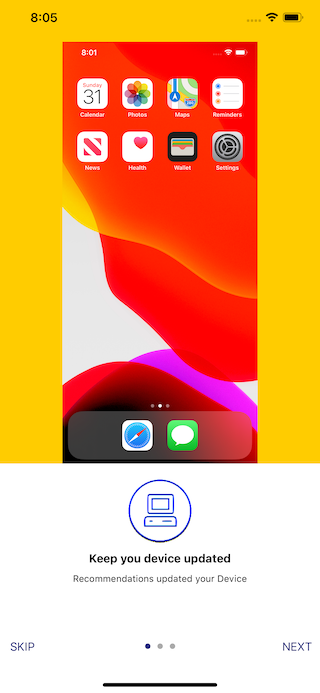 8:05
8:01
Sunday
31
Calendar
Photos
Maps
Reminders
News
Health
Wallet
Settings
Keep you device updated
Recommendations updated your Device
SKIP
NEXT